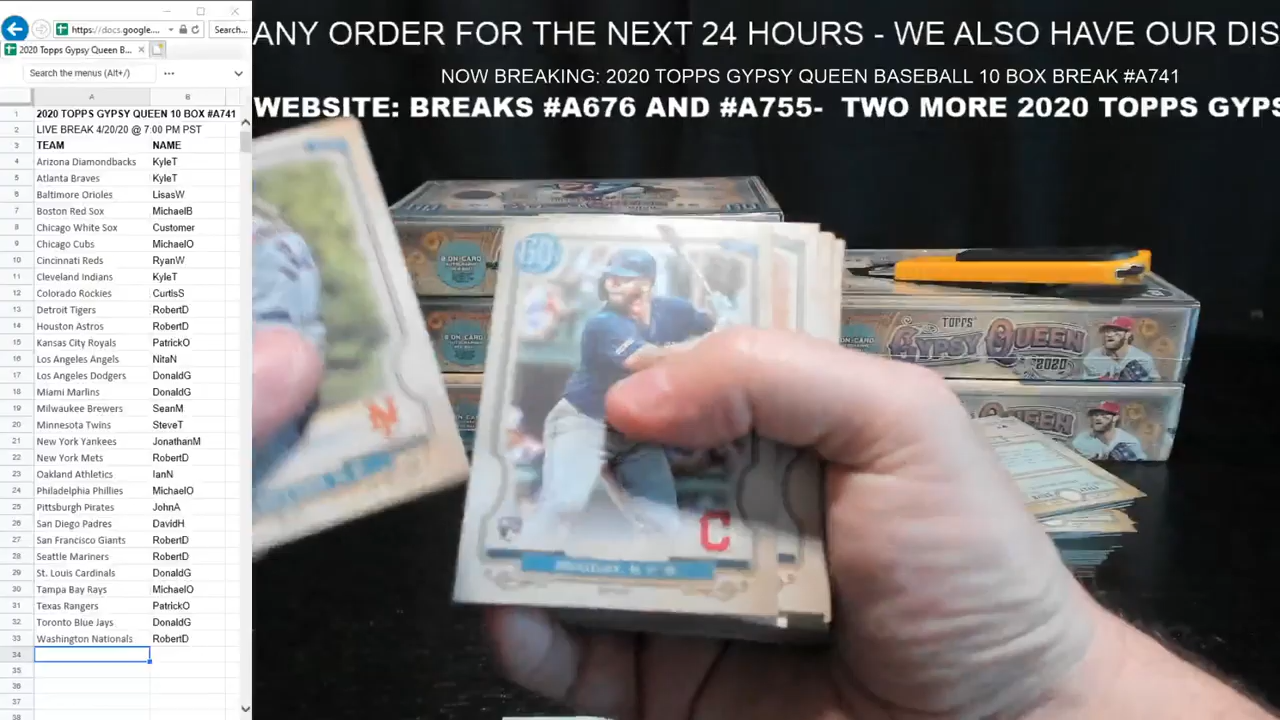 https://docs.google....
Search...
2020 Topps Gypsy Queen B...
Search the menus (Alt+/)
A
B
1 2020 TOPPS GYPSY QUEEN 10 BOX #A741
2 LIVE BREAK 4/20/20 @ 7:00 PM PST
3 TEAM NAME
4 Arizona Diamondbacks KyleT
5 Atlanta Braves KyleT
6 Baltimore Orioles LisasW
7 Boston Red Sox MichaelB
8 Chicago White Sox Customer
9 Chicago Cubs MichaelO
10 Cincinnati Reds RyanW
11 Cleveland Indians KyleT
12 Colorado Rockies CurtisS
13 Detroit Tigers RobertD
14 Houston Astros RobertD
15 Kansas City Royals PatrickO
16 Los Angeles Angels NitaN
17 Los Angeles Dodgers DonaldG
18 Miami Marlins DonaldG
19 Milwaukee Brewers SeanM
20 Minnesota Twins SteveT
21 New York Yankees JonathanM
22 New York Mets RobertD
23 Oakland Athletics IanN
24 Philadelphia Phillies MichaelO
25 Pittsburgh Pirates JohnA
26 San Diego Padres DavidH
27 San Francisco Giants RobertD
28 Seattle Mariners RobertD
29 St. Louis Cardinals DonaldG
30 Tampa Bay Rays MichaelO
31 Texas Rangers PatrickO
32 Toronto Blue Jays DonaldG
33 Washington Nationals RobertD
34
35
36
37
38
ANY ORDER FOR THE NEXT 24 HOURS - WE ALSO HAVE OUR DIS
NOW BREAKING: 2020 TOPPS GYPSY QUEEN BASEBALL 10 BOX BREAK #A741
WEBSITE: BREAKS #A676 AND #A755- TWO MORE 2020 TOPPS GYPS
GQ
C
TOPPS
GYPSY QUEEN
2020
QUEEN